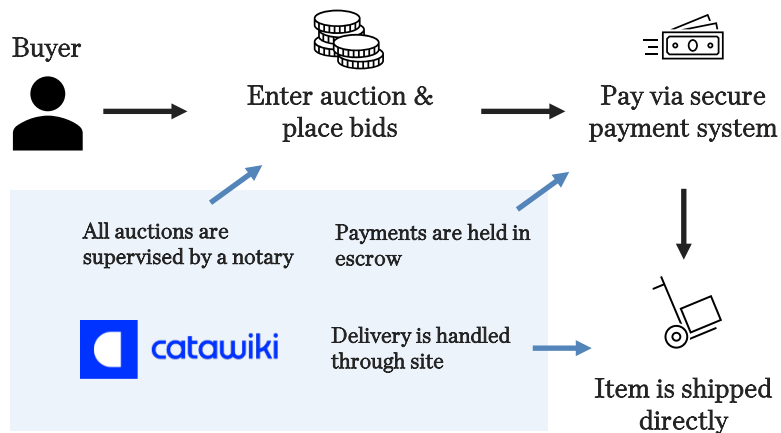 Buyer
Enter auction &
place bids
Pay via secure
payment system
All auctions are
supervised by a notary
Payments are held in
escrow
catawiki
Delivery is handled
through site
Item is shipped
directly